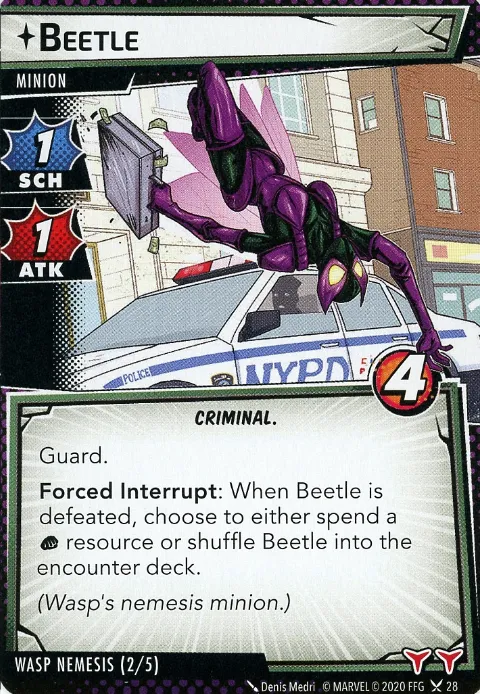 BEETLE
MINION
1
SCH
1
ATK
POLICE
NYPD
4
CRIMINAL.
Guard.
Forced Interrupt: When Beetle is
defeated, choose to either spend a
resource or shuffle Beetle into the
encounter deck.
(Wasp's nemesis minion.)
WASP NEMESIS (2/5)
Denis Medri © MARVEL © 2020 FFG 28